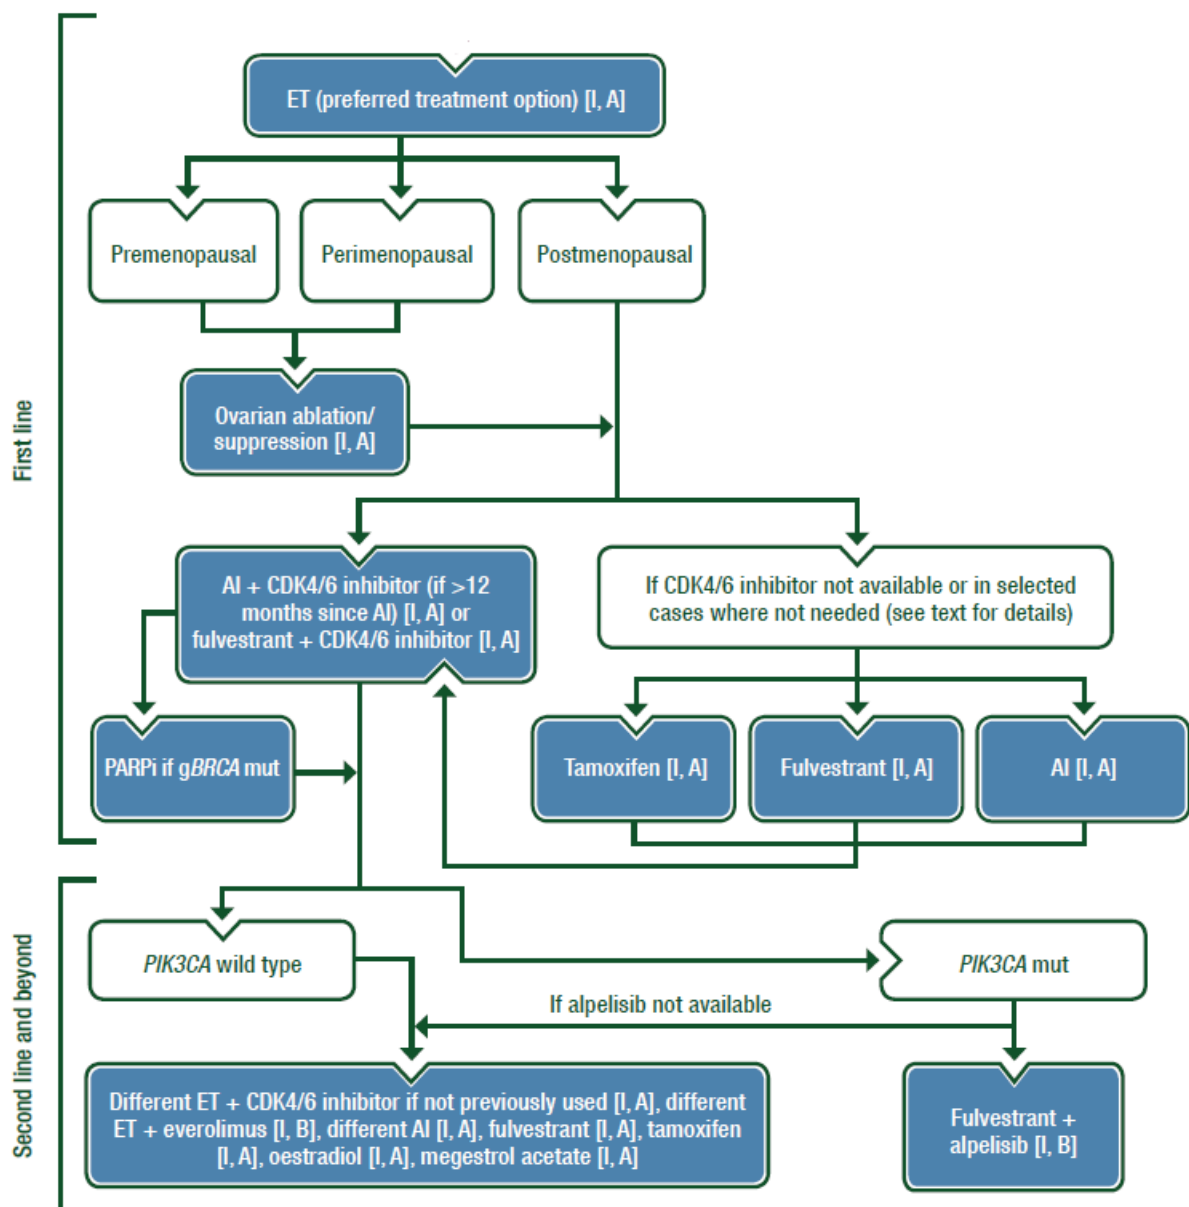 First line
ET (preferred treatment option) [I, A]
Premenopausal
Perimenopausal
Postmenopausal
Ovarian ablation/
suppression [I, A]
AI + CDK4/6 inhibitor (if >12
months since AI) [I, A] or
fulvestrant + CDK4/6 inhibitor [I, A]
If CDK4/6 inhibitor not available or in selected
cases where not needed (see text for details)
PARPi if gBRCA mut
Tamoxifen [I, A]
Fulvestrant [I, A]
AI [I, A]
Second line and beyond
PIK3CA wild type
PIK3CA mut
If alpelisib not available
Different ET + CDK4/6 inhibitor if not previously used [I, A], different
ET + everolimus [I, B], different AI [I, A], fulvestrant [I, A], tamoxifen
[I, A], oestradiol [I, A], megestrol acetate [I, A]
Fulvestrant +
alpelisib [I, B]